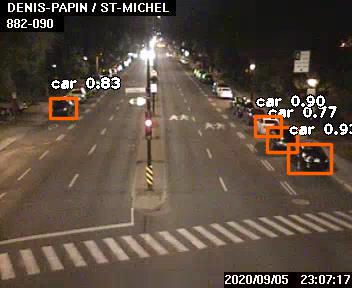 DENIS-PAPIN / ST-MICHEL
882-090
car 0.83
car 0.90
car 0.77
car 0.9
2020/09/05 23:07:17